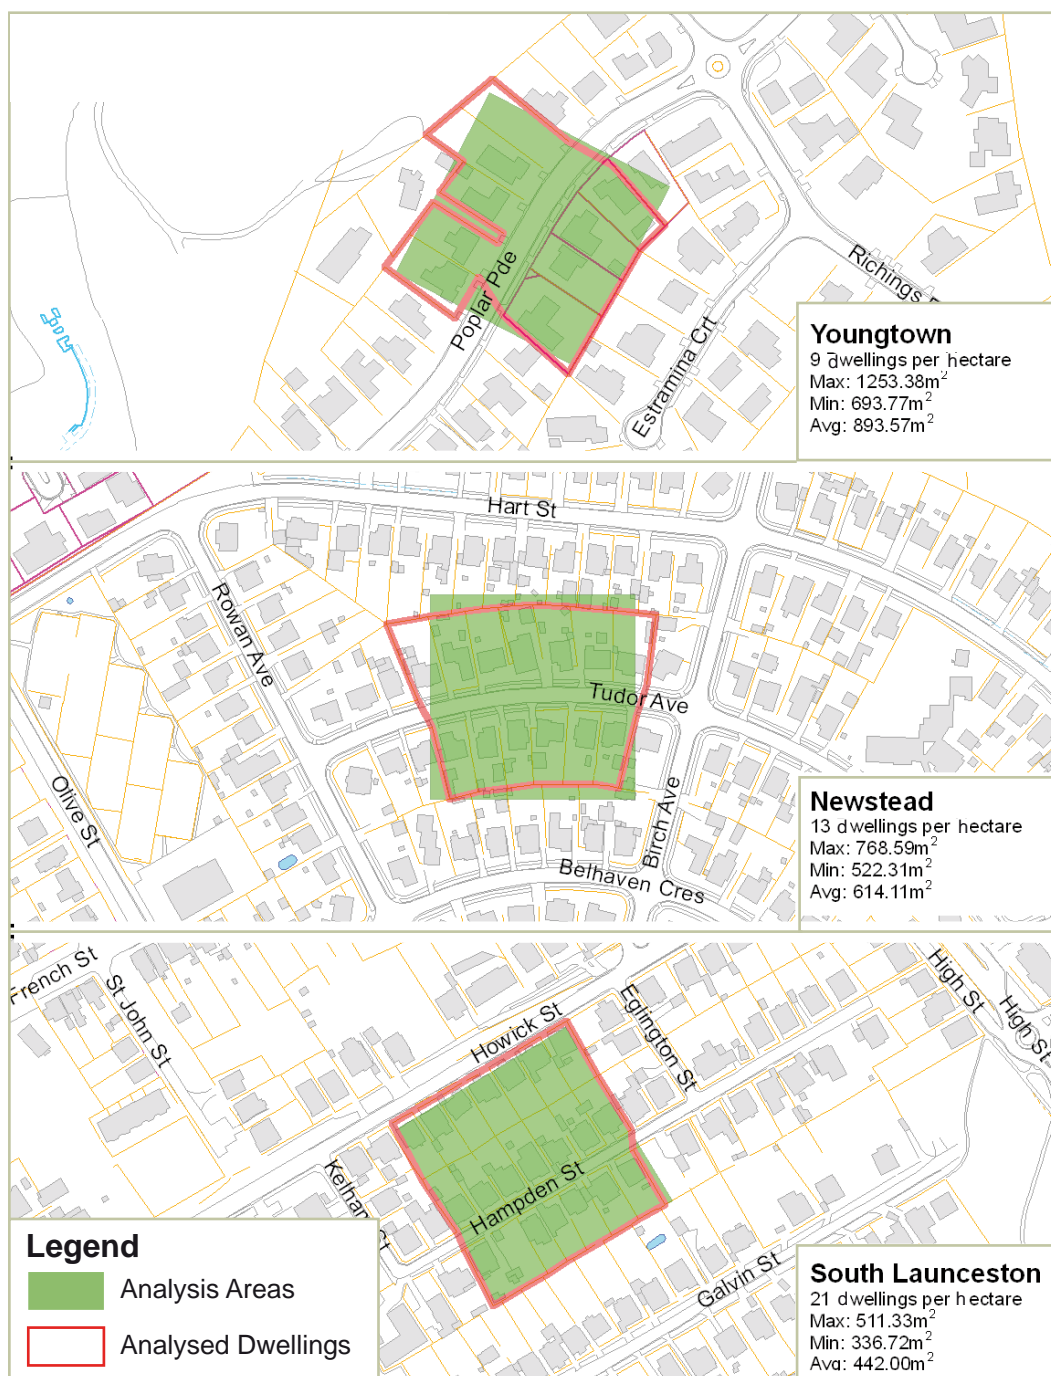 Poplar Pde
Estramina Crt
Richings
Youngtown
9 dwellings per hectare
Max: 1253.38m²
Min: 693.77m²
Avg: 893.57m²
Hart St
Rowan Ave
Tudor Ave
Olive St
Birch Ave
Belhaven Cres
Newstead
13 dwellings per hectare
Max: 768.59m²
Min: 522.31m²
Avg: 614.11m²
French St
St John St
Howick St
Eglington St
High St
High St
Kelham St
Hampden St
Galvin St
Legend
Analysis Areas
Analysed Dwellings
South Launceston
21 dwellings per hectare
Max: 511.33m²
Min: 336.72m²
Avg: 442.00m²